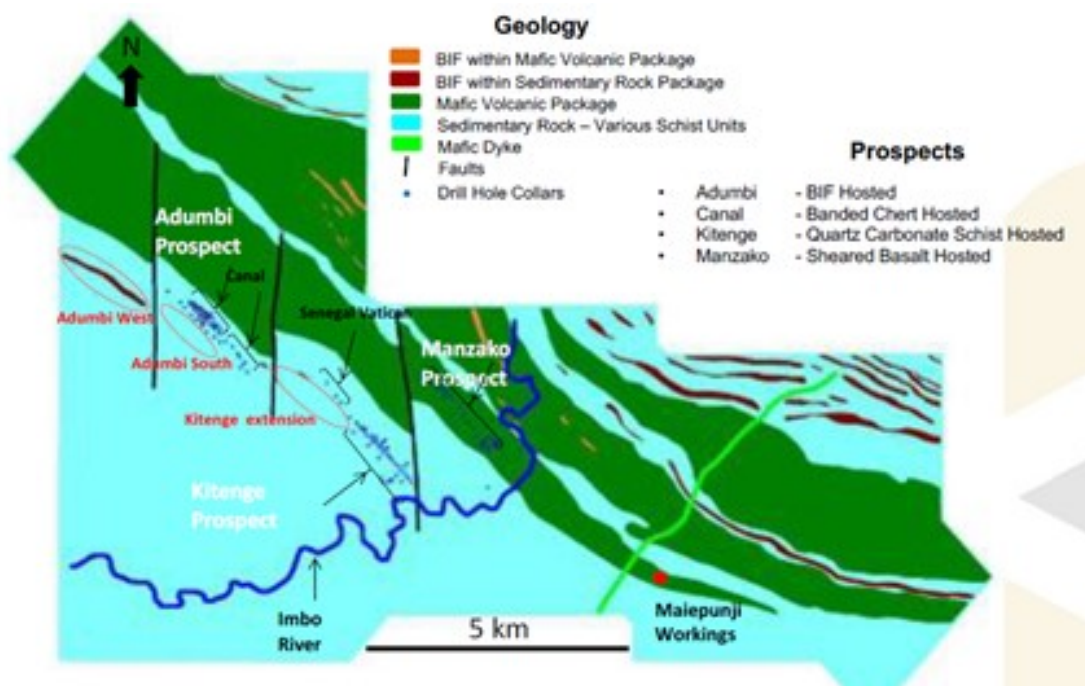 Geology
N
BIF within Mafic Volcanic Package
BIF within Sedimentary Rock Package
Mafic Volcanic Package
Sedimentary Rock – Various Schist Units
Mafic Dyke
Faults
Drill Hole Collars
Prospects
• Adumbi - BIF Hosted
• Canal - Banded Chert Hosted
• Kitenge - Quartz Carbonate Schist Hosted
• Manzako - Sheared Basalt Hosted
Adumbi
Prospect
Canal
Adumbi West
Senegal Vatican
Adumbi South
Manzako
Prospect
Kitenge extension
Kitenge
Prospect
Imbo
River
5 km
Maiepunji
Workings